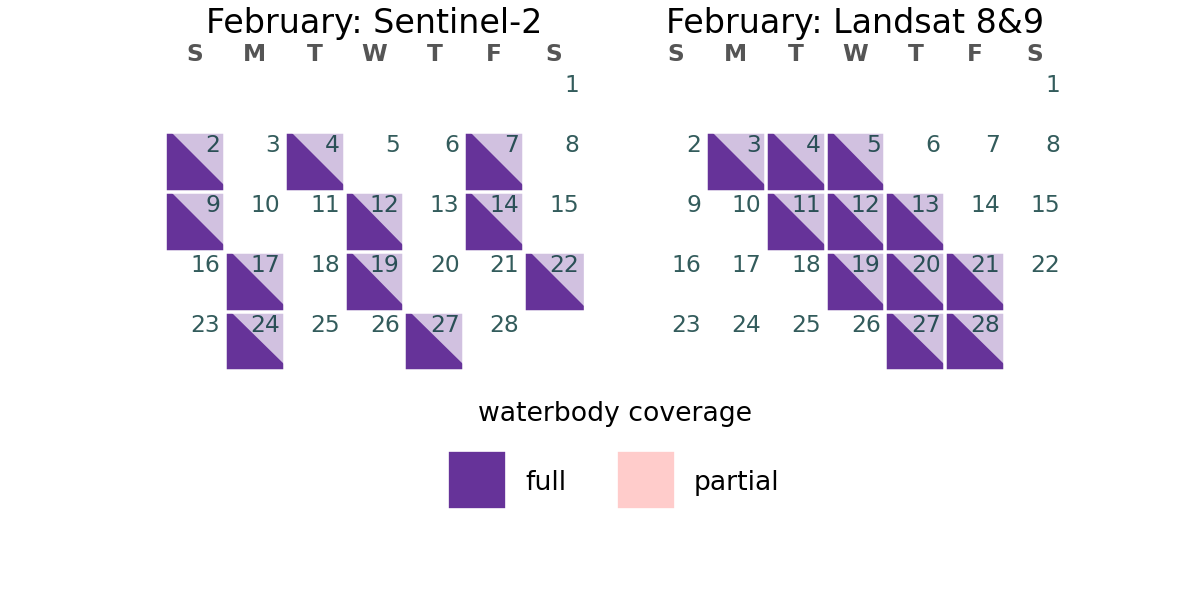 February: Sentinel-2
S M T W T F S
1
2 3 4 5 6 7 8
9 10 11 12 13 14 15
16 17 18 19 20 21 22
23 24 25 26 27 28
February: Landsat 8&9
S M T W T F S
1
2 3 4 5 6 7 8
9 10 11 12 13 14 15
16 17 18 19 20 21 22
23 24 25 26 27 28
waterbody coverage
full partial